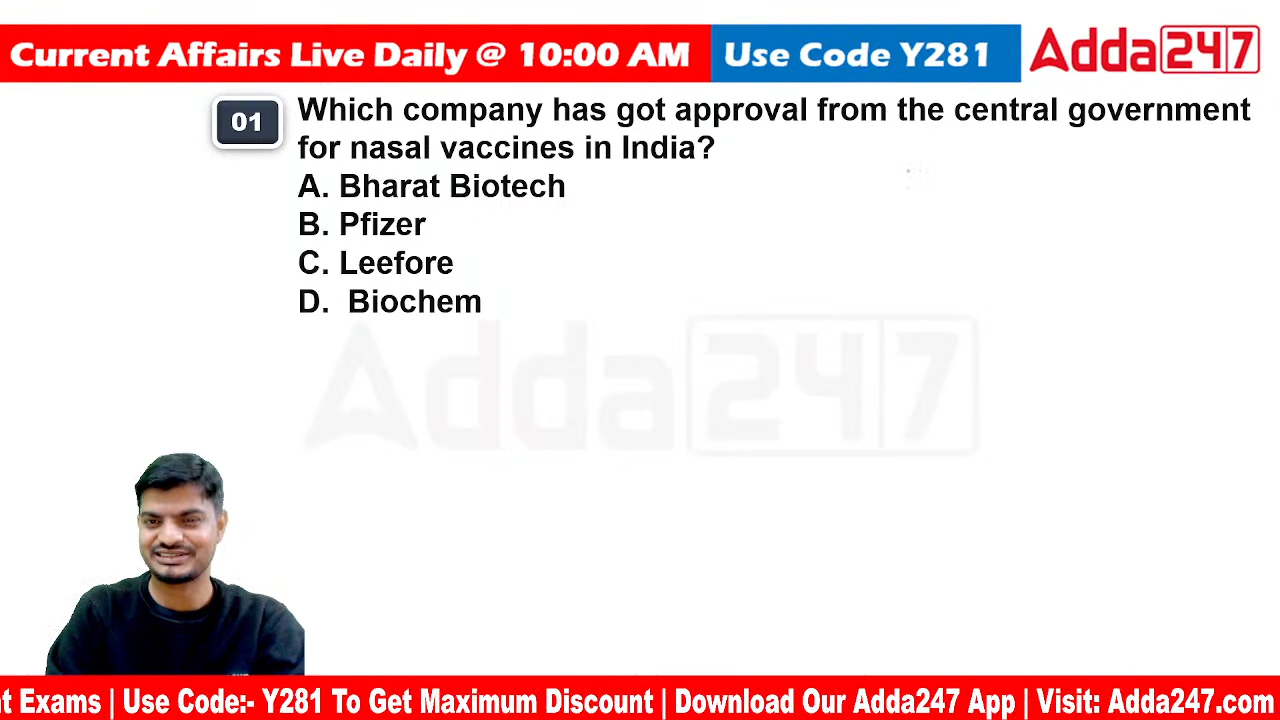 Current Affairs Live Daily @ 10:00 AM
Use Code Y281
Adda247
01
Which company has got approval from the central government
for nasal vaccines in India?
A. Bharat Biotech
B. Pfizer
C. Leefore
D. Biochem
Adda247
t Exams | Use Code:- Y281 To Get Maximum Discount | Download Our Adda247 App | Visit: Adda247.com